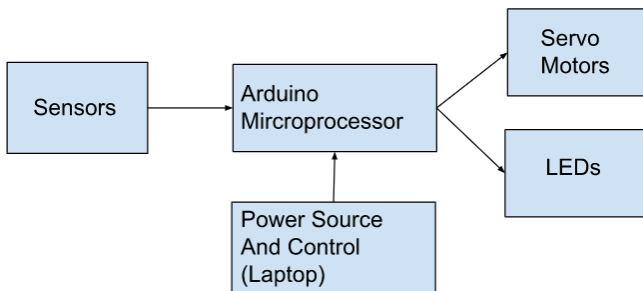 Sensors
Arduino
Mircroprocessor
Servo
Motors
LEDs
Power Source
And Control
(Laptop)